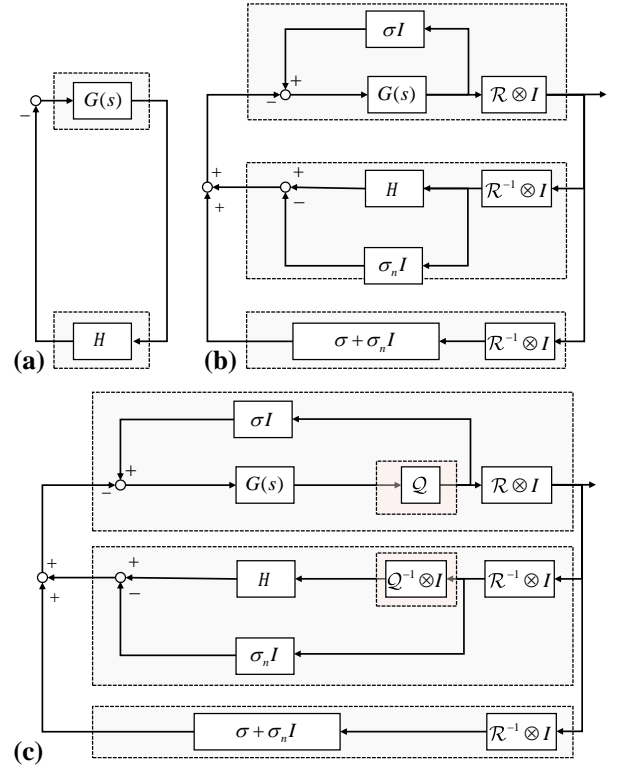 G(s)
−
H
(a)
σI
+
−
G(s)
ℛ ⊗ I
+
+
+
−
H
ℛ⁻¹ ⊗ I
σₙI
σ + σₙI
ℛ⁻¹ ⊗ I
(b)
σI
+
−
G(s)
𝒬
ℛ ⊗ I
+
+
+
−
H
𝒬⁻¹ ⊗ I
ℛ⁻¹ ⊗ I
σₙI
σ + σₙI
ℛ⁻¹ ⊗ I
(c)